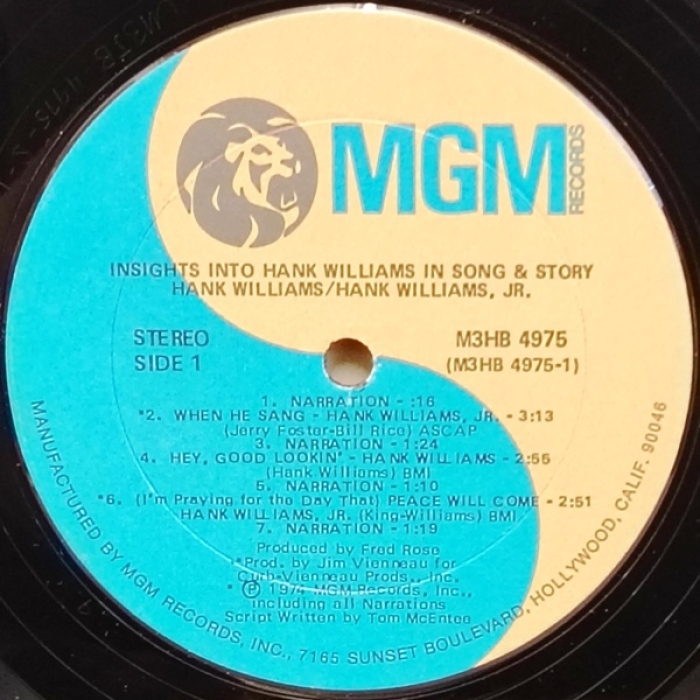 MGM
RECORDS
INSIGHTS INTO HANK WILLIAMS IN SONG & STORY
HANK WILLIAMS/HANK WILLIAMS, JR.
STEREO
SIDE 1
M3HB 4975
(M3HB 4975-1)
1. NARRATION - :16
*2. WHEN HE SANG - HANK WILLIAMS, JR. - 3:13
(Jerry Foster-Bill Rice) ASCAP
3. NARRATION - 1:24
4. HEY, GOOD LOOKIN' - HANK WILLIAMS - 2:55
(Hank Williams) BMI
5. NARRATION - 1:10
*6. (I'm Praying for the Day That) PEACE WILL COME - 2:51
HANK WILLIAMS, JR. (King-Williams) BMI
7. NARRATION - 1:19
Produced by Fred Rose
*Prod. by Jim Vienneau for
Curb-Vienneau Prods., Inc.
* ℗ 1974 MGM Records, Inc.,
including all Narrations
Script Written by Tom McEntee
MANUFACTURED BY MGM RECORDS, INC., 7165 SUNSET BOULEVARD, HOLLYWOOD, CALIF. 90046